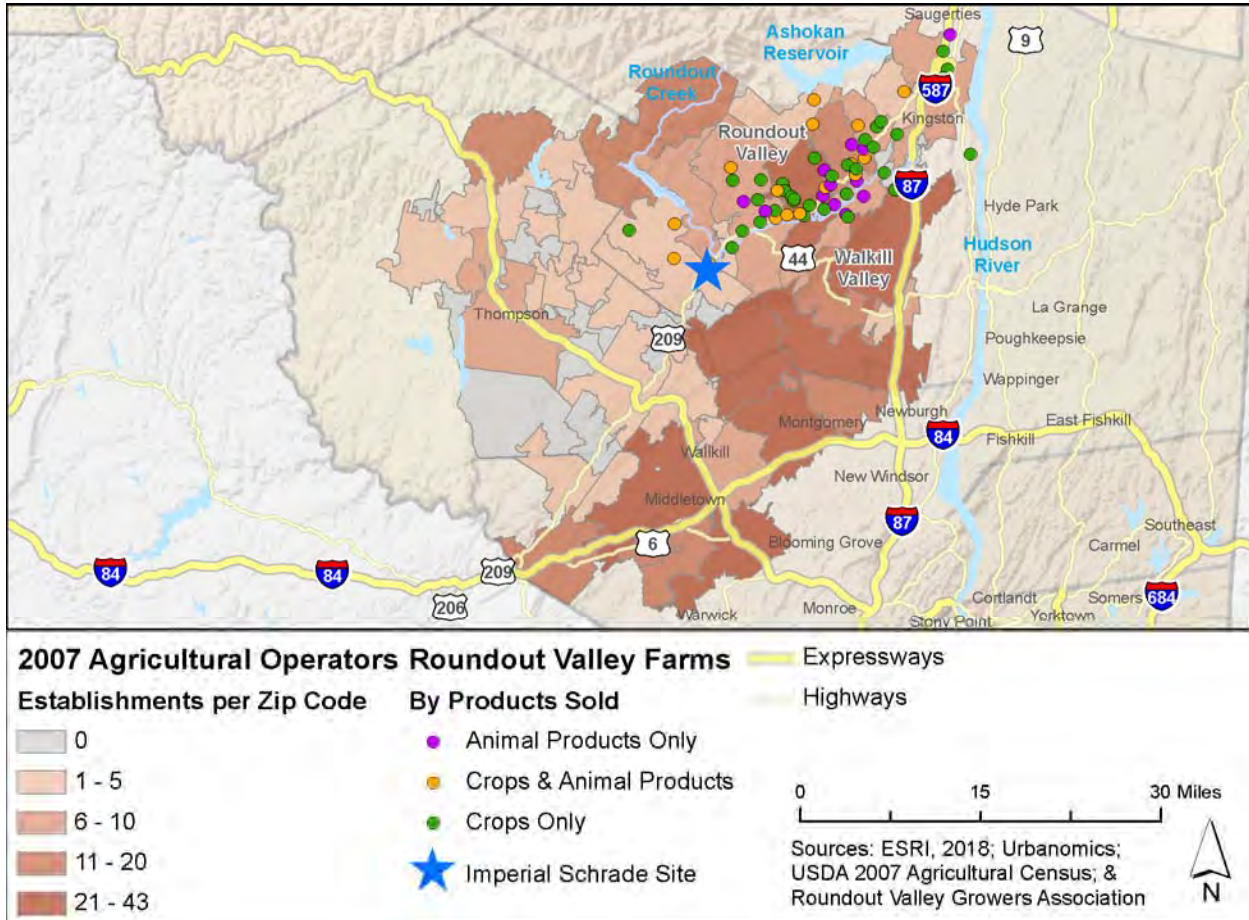 Saugerties
Ashokan
Reservoir
9
Roundout
Creek
587
Kingston
Roundout
Valley
87
Hyde Park
Hudson
River
44
Walkill
Valley
La Grange
Thompson
209
Poughkeepsie
Wappinger
Montgomery
Newburgh
East Fishkill
84
Fishkill
Wallkill
New Windsor
Middletown
87
Southeast
6
Blooming Grove
Carmel
84
84
209
206
Warwick
Monroe
Cortlandt
Somers
684
Stony Point
Yorktown
2007 Agricultural Operators
Establishments per Zip Code
0
1 - 5
6 - 10
11 - 20
21 - 43
Roundout Valley Farms
By Products Sold
Animal Products Only
Crops & Animal Products
Crops Only
Imperial Schrade Site
Expressways
Highways
0 15 30 Miles
Sources: ESRI, 2018; Urbanomics;
USDA 2007 Agricultural Census; &
Roundout Valley Growers Association
N